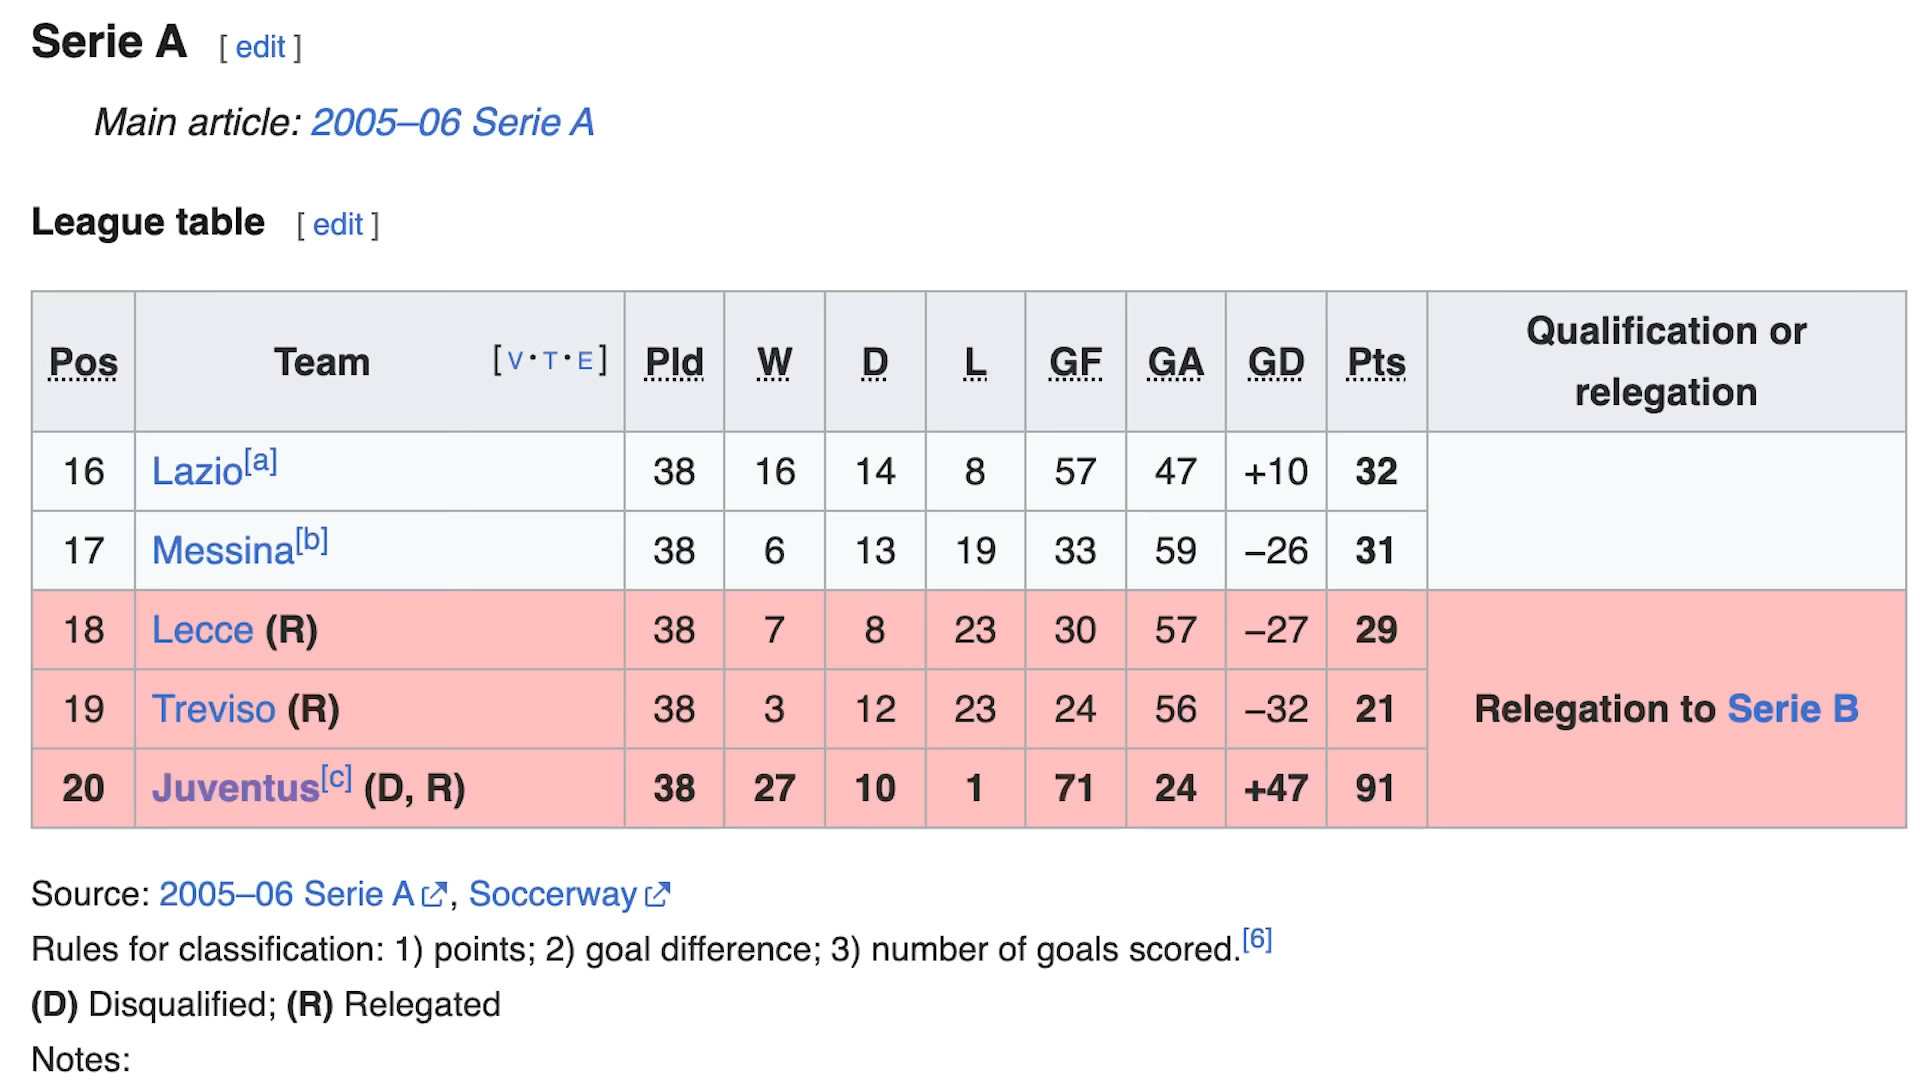 Serie A [ edit ]
Main article: 2005–06 Serie A
League table [ edit ]
Pos Team [V·T·E] Pld W D L GF GA GD Pts Qualification or relegation
16 Lazio[a] 38 16 14 8 57 47 +10 32
17 Messina[b] 38 6 13 19 33 59 −26 31
18 Lecce (R) 38 7 8 23 30 57 −27 29 Relegation to Serie B
19 Treviso (R) 38 3 12 23 24 56 −32 21
20 Juventus[c] (D, R) 38 27 10 1 71 24 +47 91
Source: 2005–06 Serie A, Soccerway
Rules for classification: 1) points; 2) goal difference; 3) number of goals scored.[6]
(D) Disqualified; (R) Relegated
Notes: